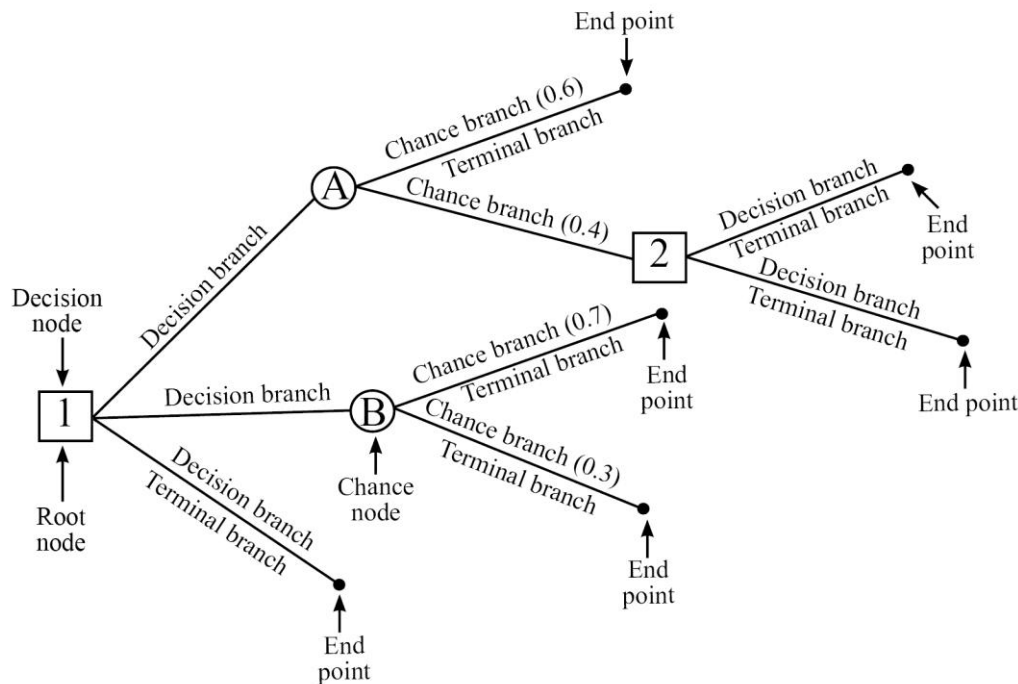 End point
Chance branch (0.6)
Terminal branch
A
Chance branch (0.4)
2
Decision branch
Terminal branch
End
point
Decision branch
Terminal branch
End point
Decision branch
Decision
node
1
Root
node
Decision branch
B
Chance
node
Chance branch (0.7)
Terminal branch
End
point
Chance branch (0.3)
Terminal branch
End
point
Decision branch
Terminal branch
End
point